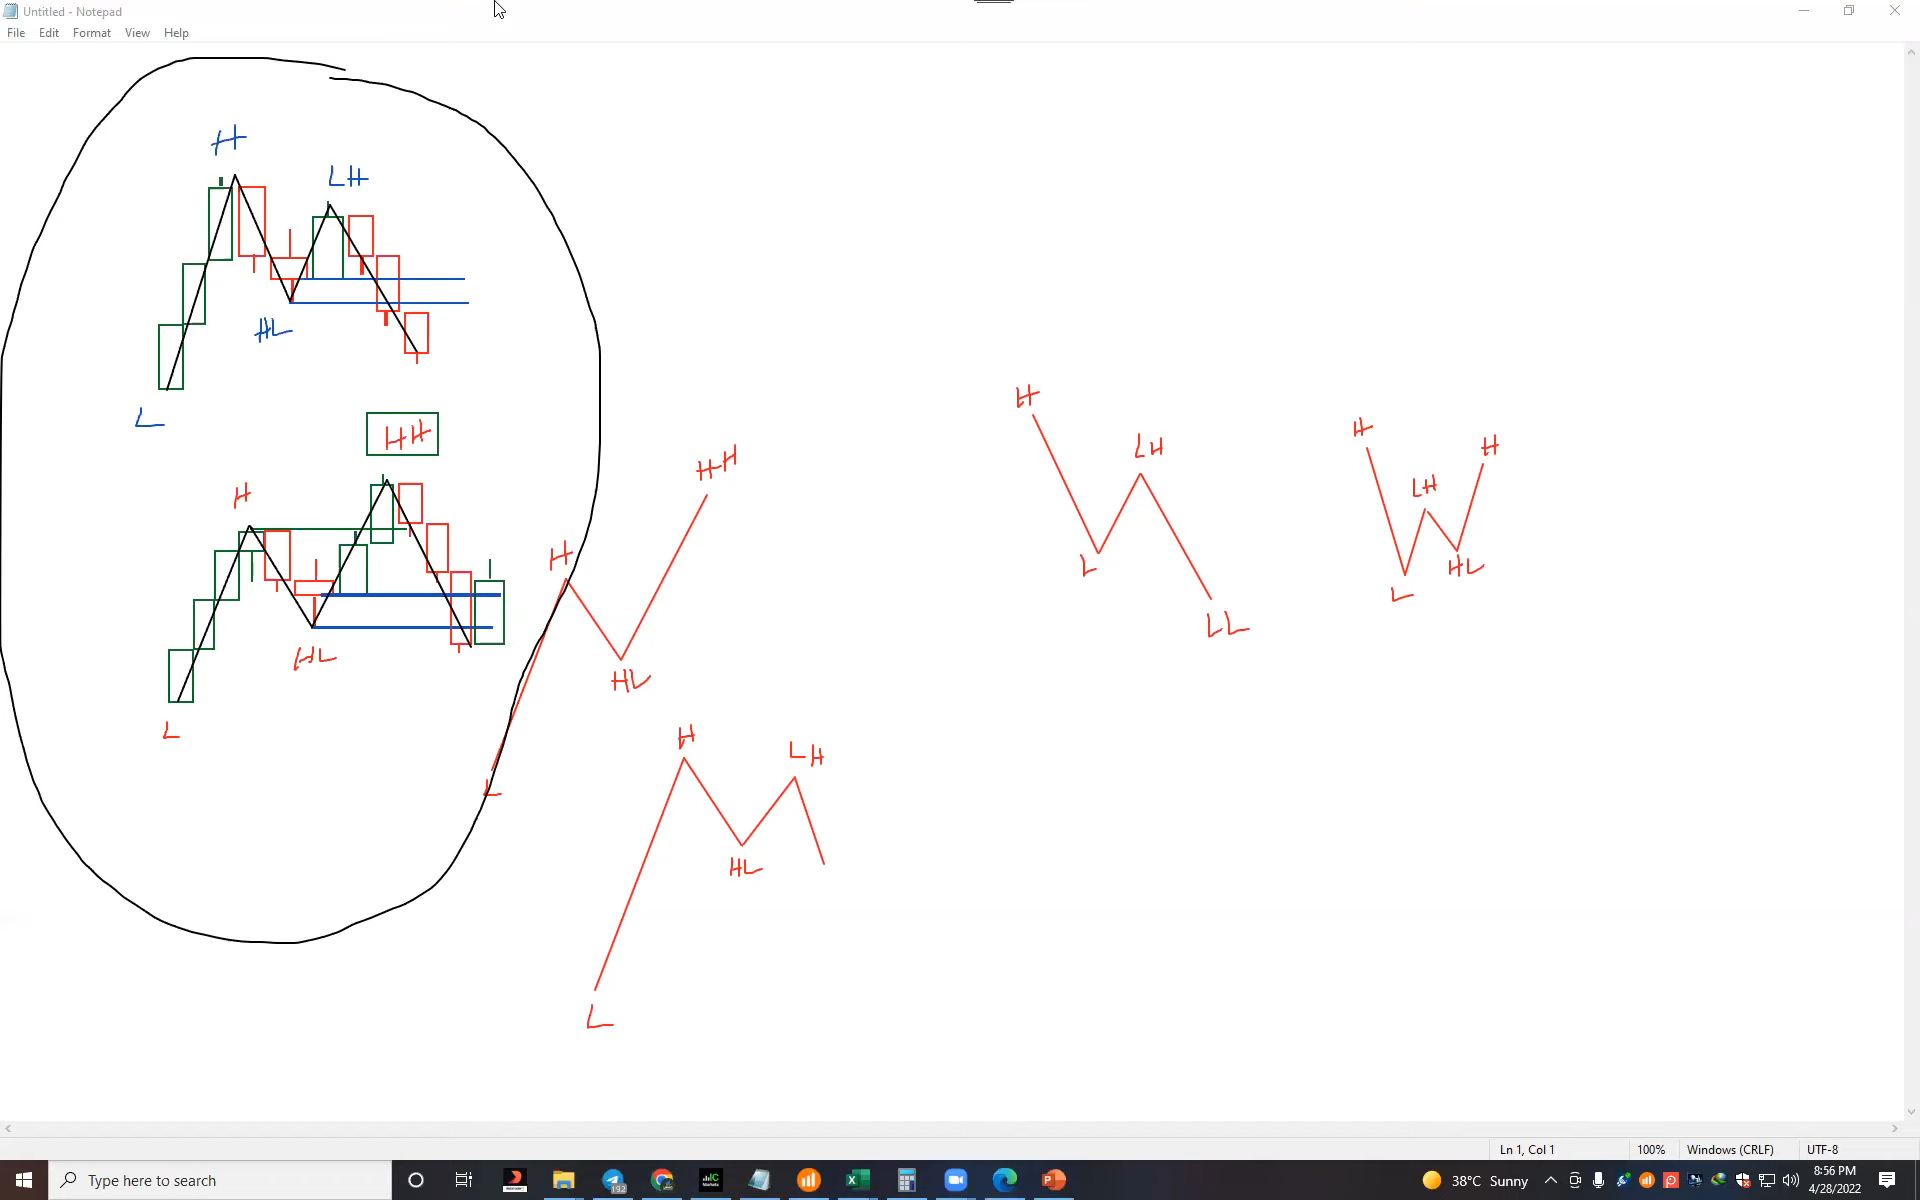 Untitled - Notepad
File Edit Format View Help
H
LH
HL
L
HH
H
HL
L
H
HH
HL
L
H
LH
HL
L
H
LH
L
LL
H
LH
H
L
HL
Ln 1, Col 1 100% Windows (CRLF) UTF-8
Type here to search
192
38°C Sunny
8:56 PM
4/28/2022